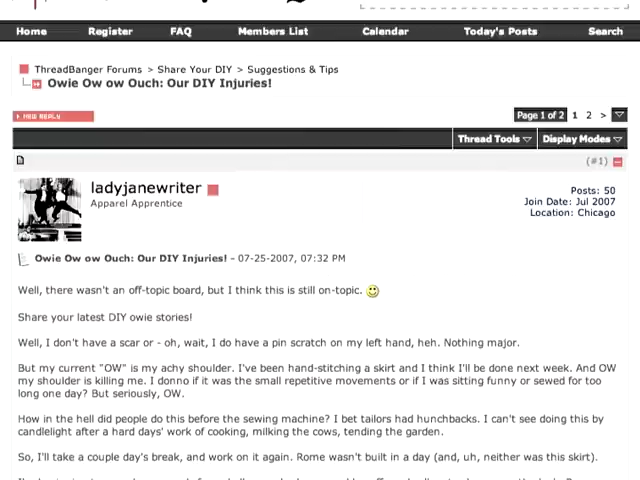 Home Register FAQ Members List Calendar Today's Posts Search
ThreadBanger Forums > Share Your DIY > Suggestions & Tips
Owie Ow ow Ouch: Our DIY Injuries!
NEW REPLY Page 1 of 2 1 2 >
Thread Tools Display Modes
(#1)
ladyjanewriter
Apparel Apprentice
Posts: 50
Join Date: Jul 2007
Location: Chicago
Owie Ow ow Ouch: Our DIY Injuries! - 07-25-2007, 07:32 PM
Well, there wasn't an off-topic board, but I think this is still on-topic.
Share your latest DIY owie stories!
Well, I don't have a scar or - oh, wait, I do have a pin scratch on my left hand, heh. Nothing major.
But my current "OW" is my achy shoulder. I've been hand-stitching a skirt and I think I'll be done next week. And OW
my shoulder is killing me. I donno if it was the small repetitive movements or if I was sitting funny or sewed for too
long one day? But seriously, OW.
How in the hell did people do this before the sewing machine? I bet tailors had hunchbacks. I can't see doing this by
candlelight after a hard days' work of cooking, milking the cows, tending the garden.
So, I'll take a couple day's break, and work on it again. Rome wasn't built in a day (and, uh, neither was this skirt).